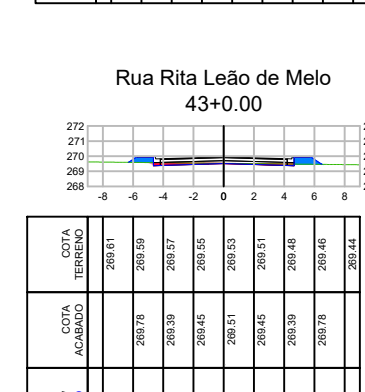 Rua Rita Leão de Melo
43+0.00
272
271
270
269
268
-8 -6 -4 -2 0 2 4 6 8
COTA
TERRENO
269.61 269.59 269.57 269.55 269.53 269.51 269.48 269.46 269.44
COTA
ACABADO
269.78 269.39 269.45 269.51 269.45 269.39 269.78